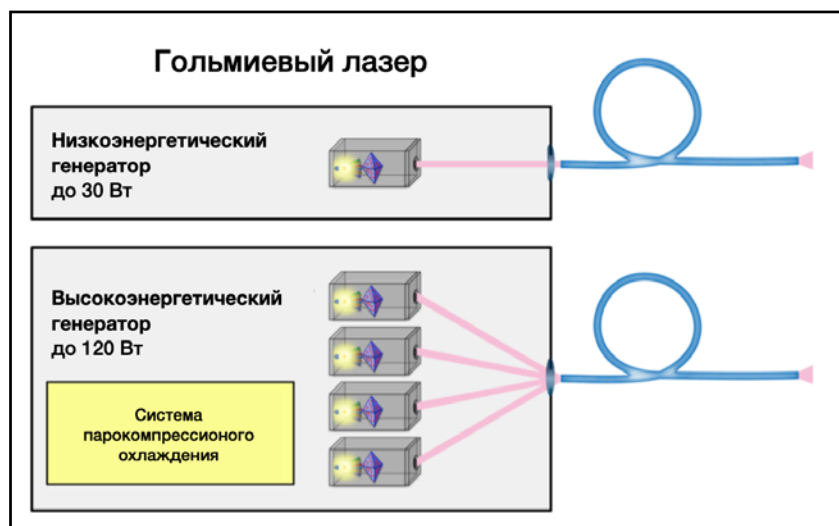 Гольмиевый лазер
Низкоэнергетический
генератор
до 30 Вт
Высокоэнергетический
генератор
до 120 Вт
Система
парокомпрессионого
охлаждения